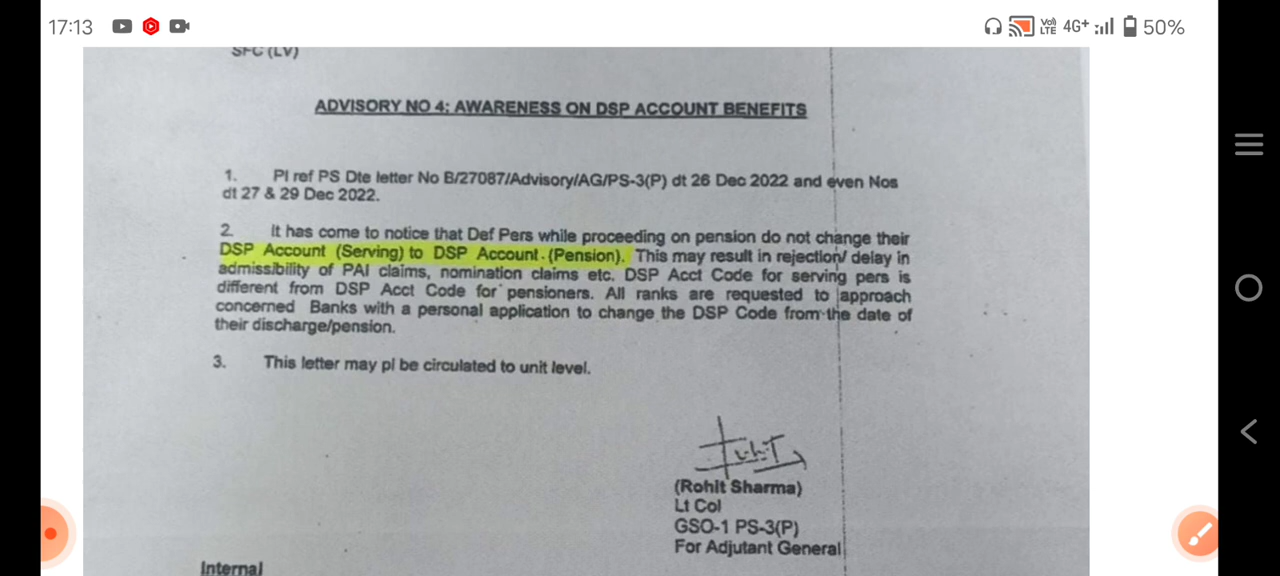 17:13
VoI) LTE 4G+ 50%
SFC (LV)
ADVISORY NO 4: AWARENESS ON DSP ACCOUNT BENEFITS
1. Pl ref PS Dte letter No B/27087/Advisory/AG/PS-3(P) dt 26 Dec 2022 and even Nos
dt 27 & 29 Dec 2022.
2. It has come to notice that Def Pers while proceeding on pension do not change their
DSP Account (Serving) to DSP Account (Pension). This may result in rejection/ delay in
admissibility of PAI claims, nomination claims etc. DSP Acct Code for serving pers is
different from DSP Acct Code for pensioners. All ranks are requested to approach
concerned Banks with a personal application to change the DSP Code from the date of
their discharge/pension.
3. This letter may pl be circulated to unit level.
(Rohit Sharma)
Lt Col
GSO-1 PS-3(P)
For Adjutant General
Internal